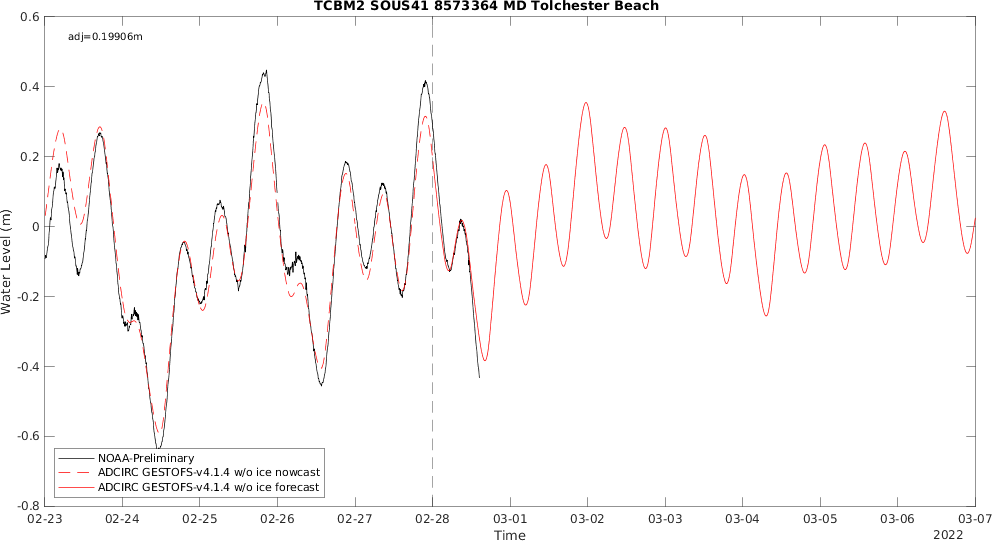 TCBM2 SOUS41 8573364 MD Tolchester Beach
adj=0.19906m
0.6
0.4
0.2
0
-0.2
-0.4
-0.6
-0.8
Water Level (m)
NOAA-Preliminary
ADCIRC GESTOFS-v4.1.4 w/o ice nowcast
ADCIRC GESTOFS-v4.1.4 w/o ice forecast
02-23 02-24 02-25 02-26 02-27 02-28 03-01 03-02 03-03 03-04 03-05 03-06 03-07
Time
2022